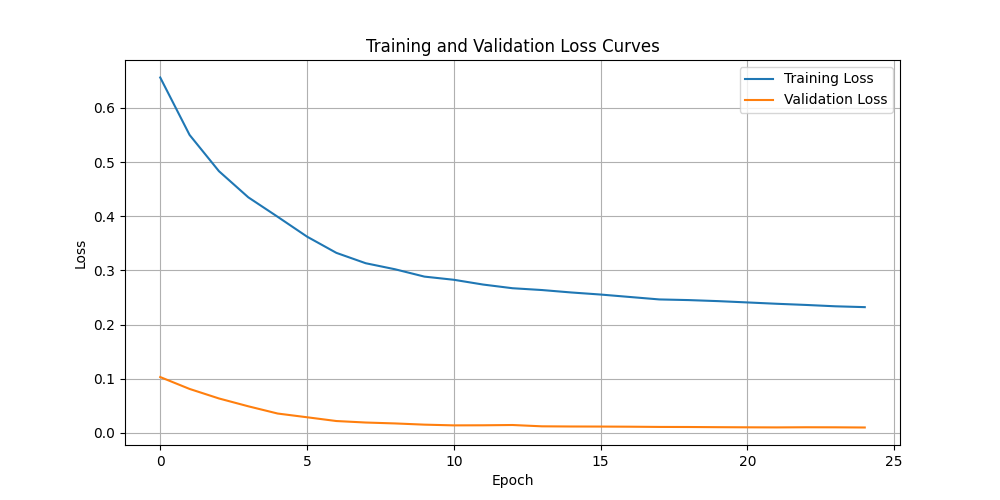 Training and Validation Loss Curves
Training Loss
Validation Loss
0.6
0.5
0.4
0.3
0.2
0.1
0.0
Loss
0 5 10 15 20 25
Epoch